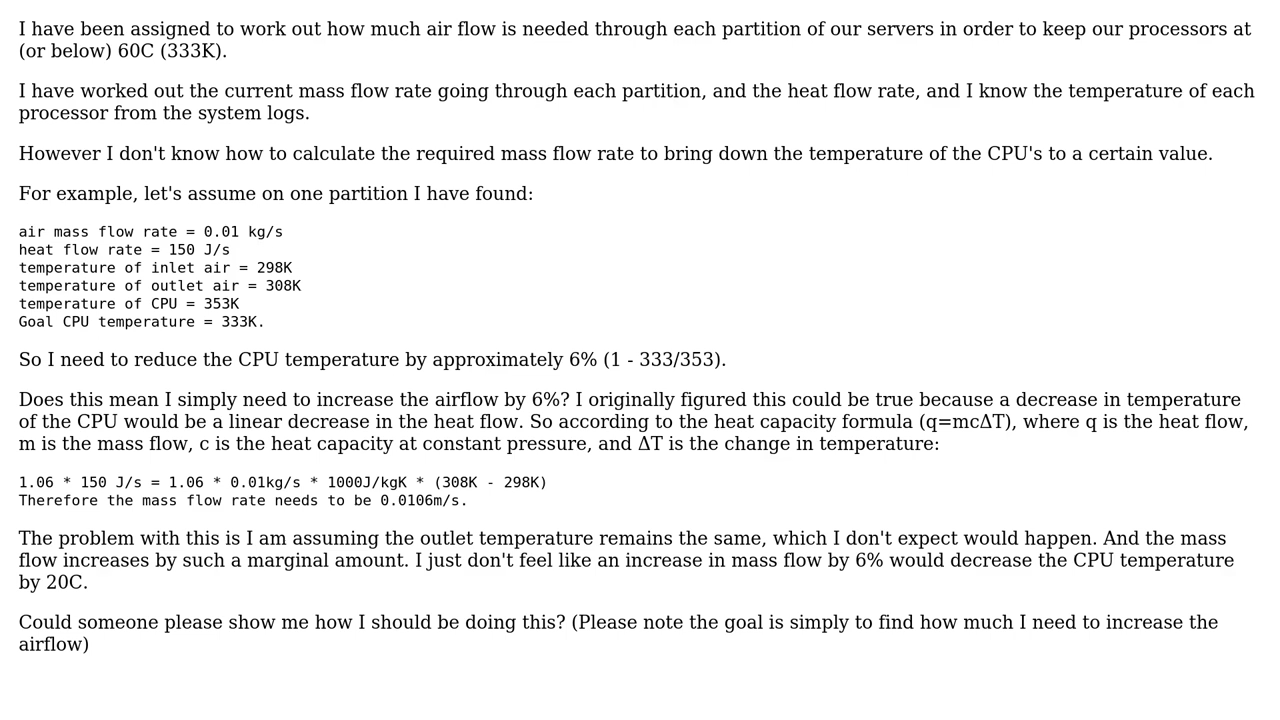 I have been assigned to work out how much air flow is needed through each partition of our servers in order to keep our processors at
(or below) 60C (333K).
I have worked out the current mass flow rate going through each partition, and the heat flow rate, and I know the temperature of each
processor from the system logs.
However I don't know how to calculate the required mass flow rate to bring down the temperature of the CPU's to a certain value.
For example, let's assume on one partition I have found:
air mass flow rate = 0.01 kg/s
heat flow rate = 150 J/s
temperature of inlet air = 298K
temperature of outlet air = 308K
temperature of CPU = 353K
Goal CPU temperature = 333K.
So I need to reduce the CPU temperature by approximately 6% (1 - 333/353).
Does this mean I simply need to increase the airflow by 6%? I originally figured this could be true because a decrease in temperature
of the CPU would be a linear decrease in the heat flow. So according to the heat capacity formula (q=mcΔT), where q is the heat flow,
m is the mass flow, c is the heat capacity at constant pressure, and ΔT is the change in temperature:
1.06 * 150 J/s = 1.06 * 0.01kg/s * 1000J/kgK * (308K - 298K)
Therefore the mass flow rate needs to be 0.0106m/s.
The problem with this is I am assuming the outlet temperature remains the same, which I don't expect would happen. And the mass
flow increases by such a marginal amount. I just don't feel like an increase in mass flow by 6% would decrease the CPU temperature
by 20C.
Could someone please show me how I should be doing this? (Please note the goal is simply to find how much I need to increase the
airflow)